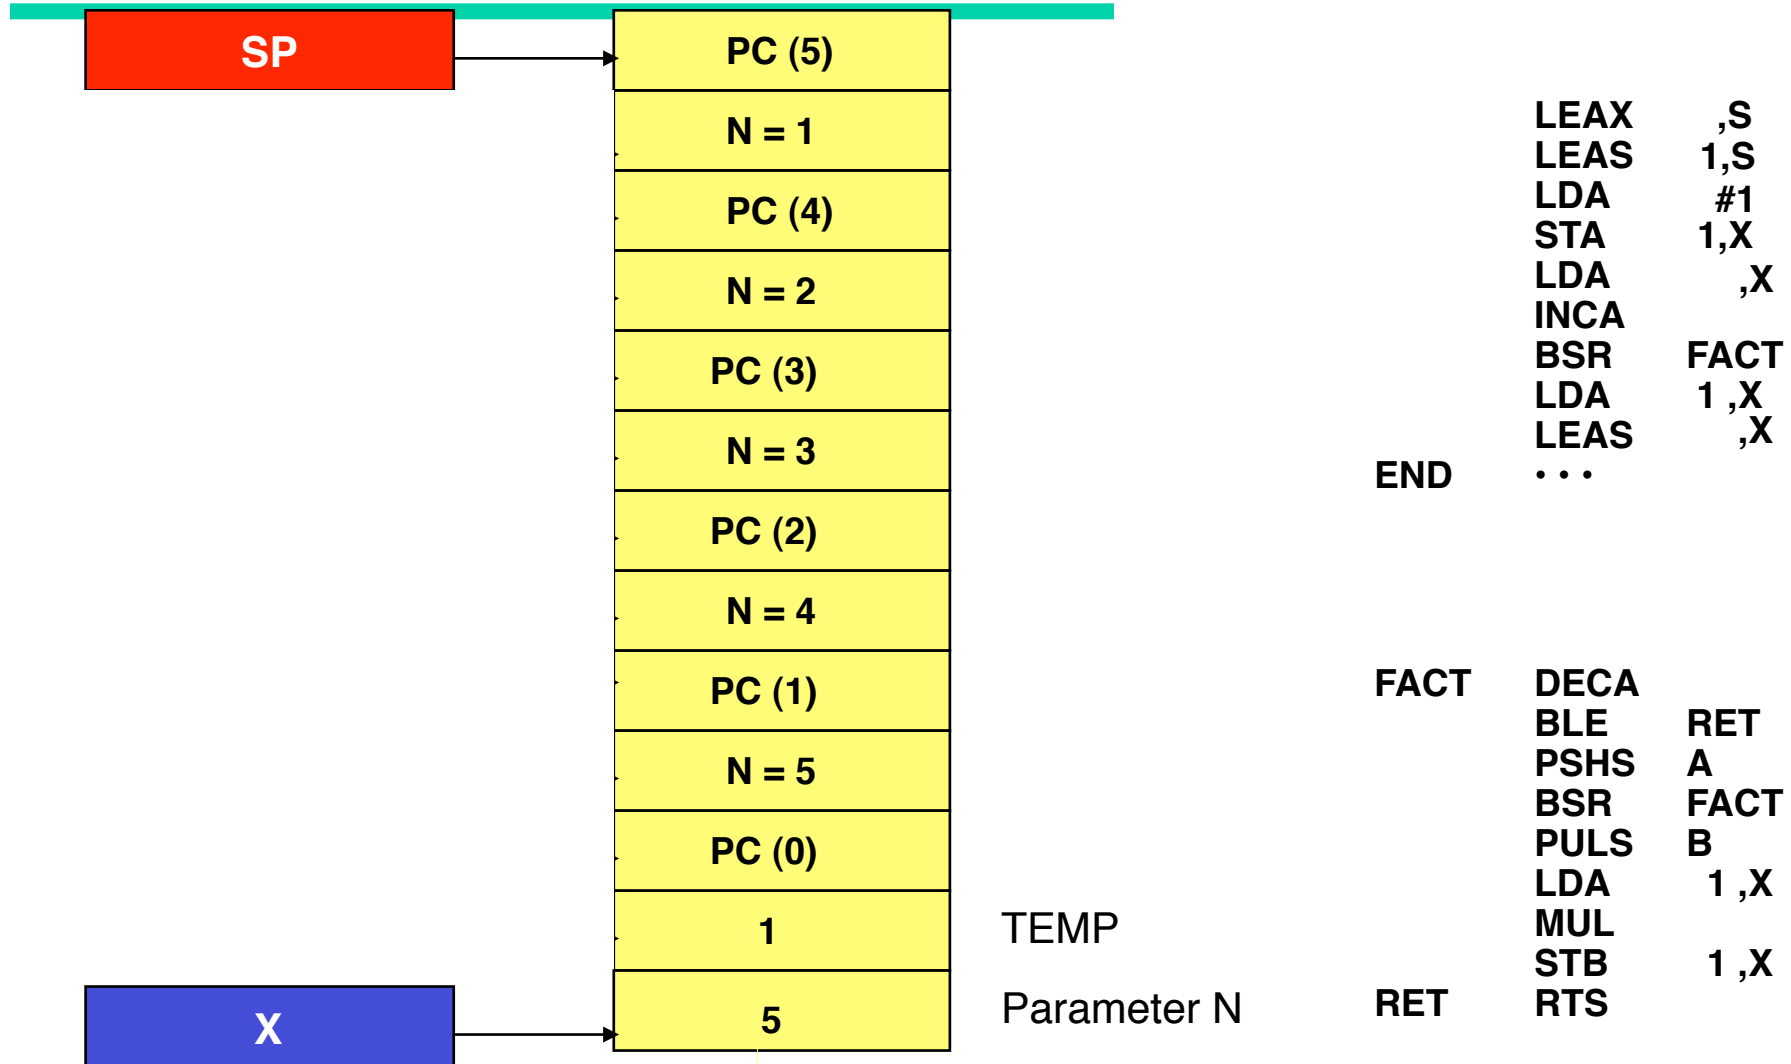 SP
PC (5)
N = 1
PC (4)
N = 2
PC (3)
N = 3
PC (2)
N = 4
PC (1)
N = 5
PC (0)
1 TEMP
X
5 Parameter N
LEAX ,S
LEAS 1,S
LDA #1
STA 1,X
LDA ,X
INCA
BSR FACT
LDA 1 ,X
LEAS ,X
END • • •
FACT DECA
BLE RET
PSHS A
BSR FACT
PULS B
LDA 1 ,X
MUL
STB 1 ,X
RET RTS